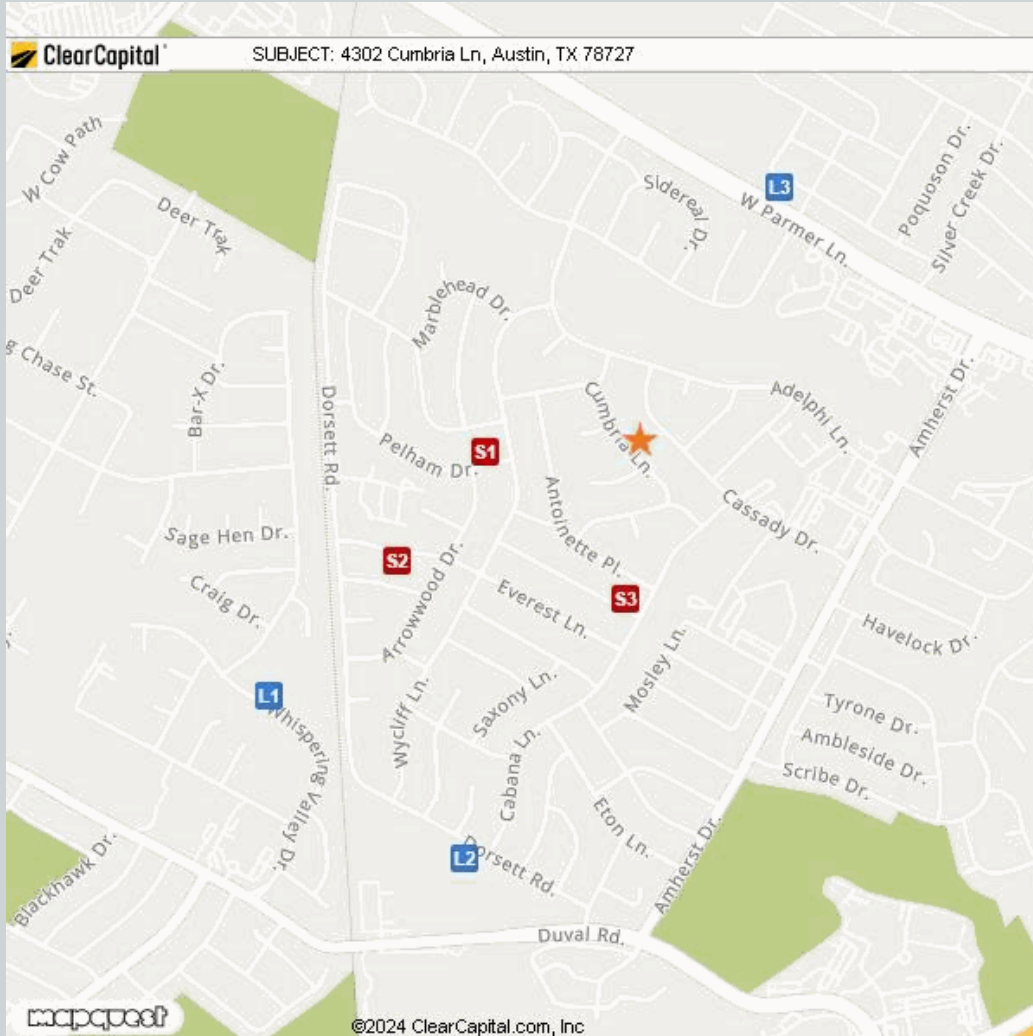 ClearCapital
SUBJECT: 4302 Cumbria Ln, Austin, TX 78727
W Cow Path
Deer Trak
Deer Trak
Sidereal Dr.
L3
W Parmer Ln.
Poquoson Dr.
Silver Creek Dr.
Marblehead Dr.
g Chase St.
Bar-X Dr.
Dorsett Rd.
Cumbria Ln.
Adelphi Ln.
Amherst Dr.
Pelham Dr.
S1
Antoinette Pl.
Cassady Dr.
Sage Hen Dr.
S2
Arrowwood Dr.
Everest Ln.
S3
Craig Dr.
Mosley Ln.
Havelock Dr.
L1
Whispering Valley Dr.
Wycliff Ln.
Saxony Ln.
Cabana Ln.
Tyrone Dr.
Ambleside Dr.
Scribe Dr.
Eton Ln.
Blackhawk Dr.
L2
Dorsett Rd.
Amherst Dr.
Duval Rd.
mapquest
©2024 ClearCapital.com, Inc